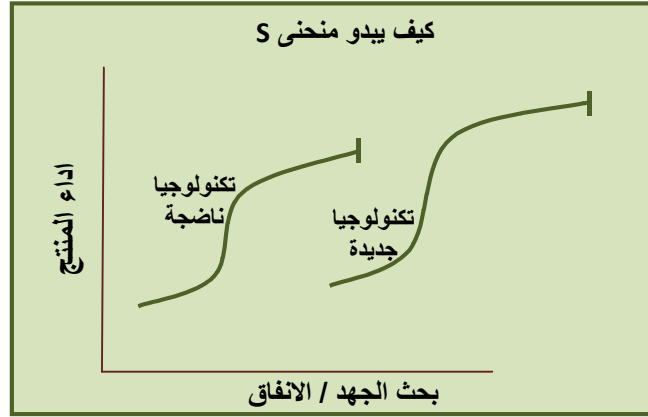 كيف يبدو منحنى S
اداء المنتج
تكنولوجيا
ناضجة
تكنولوجيا
جديدة
بحث الجهد / الانفاق